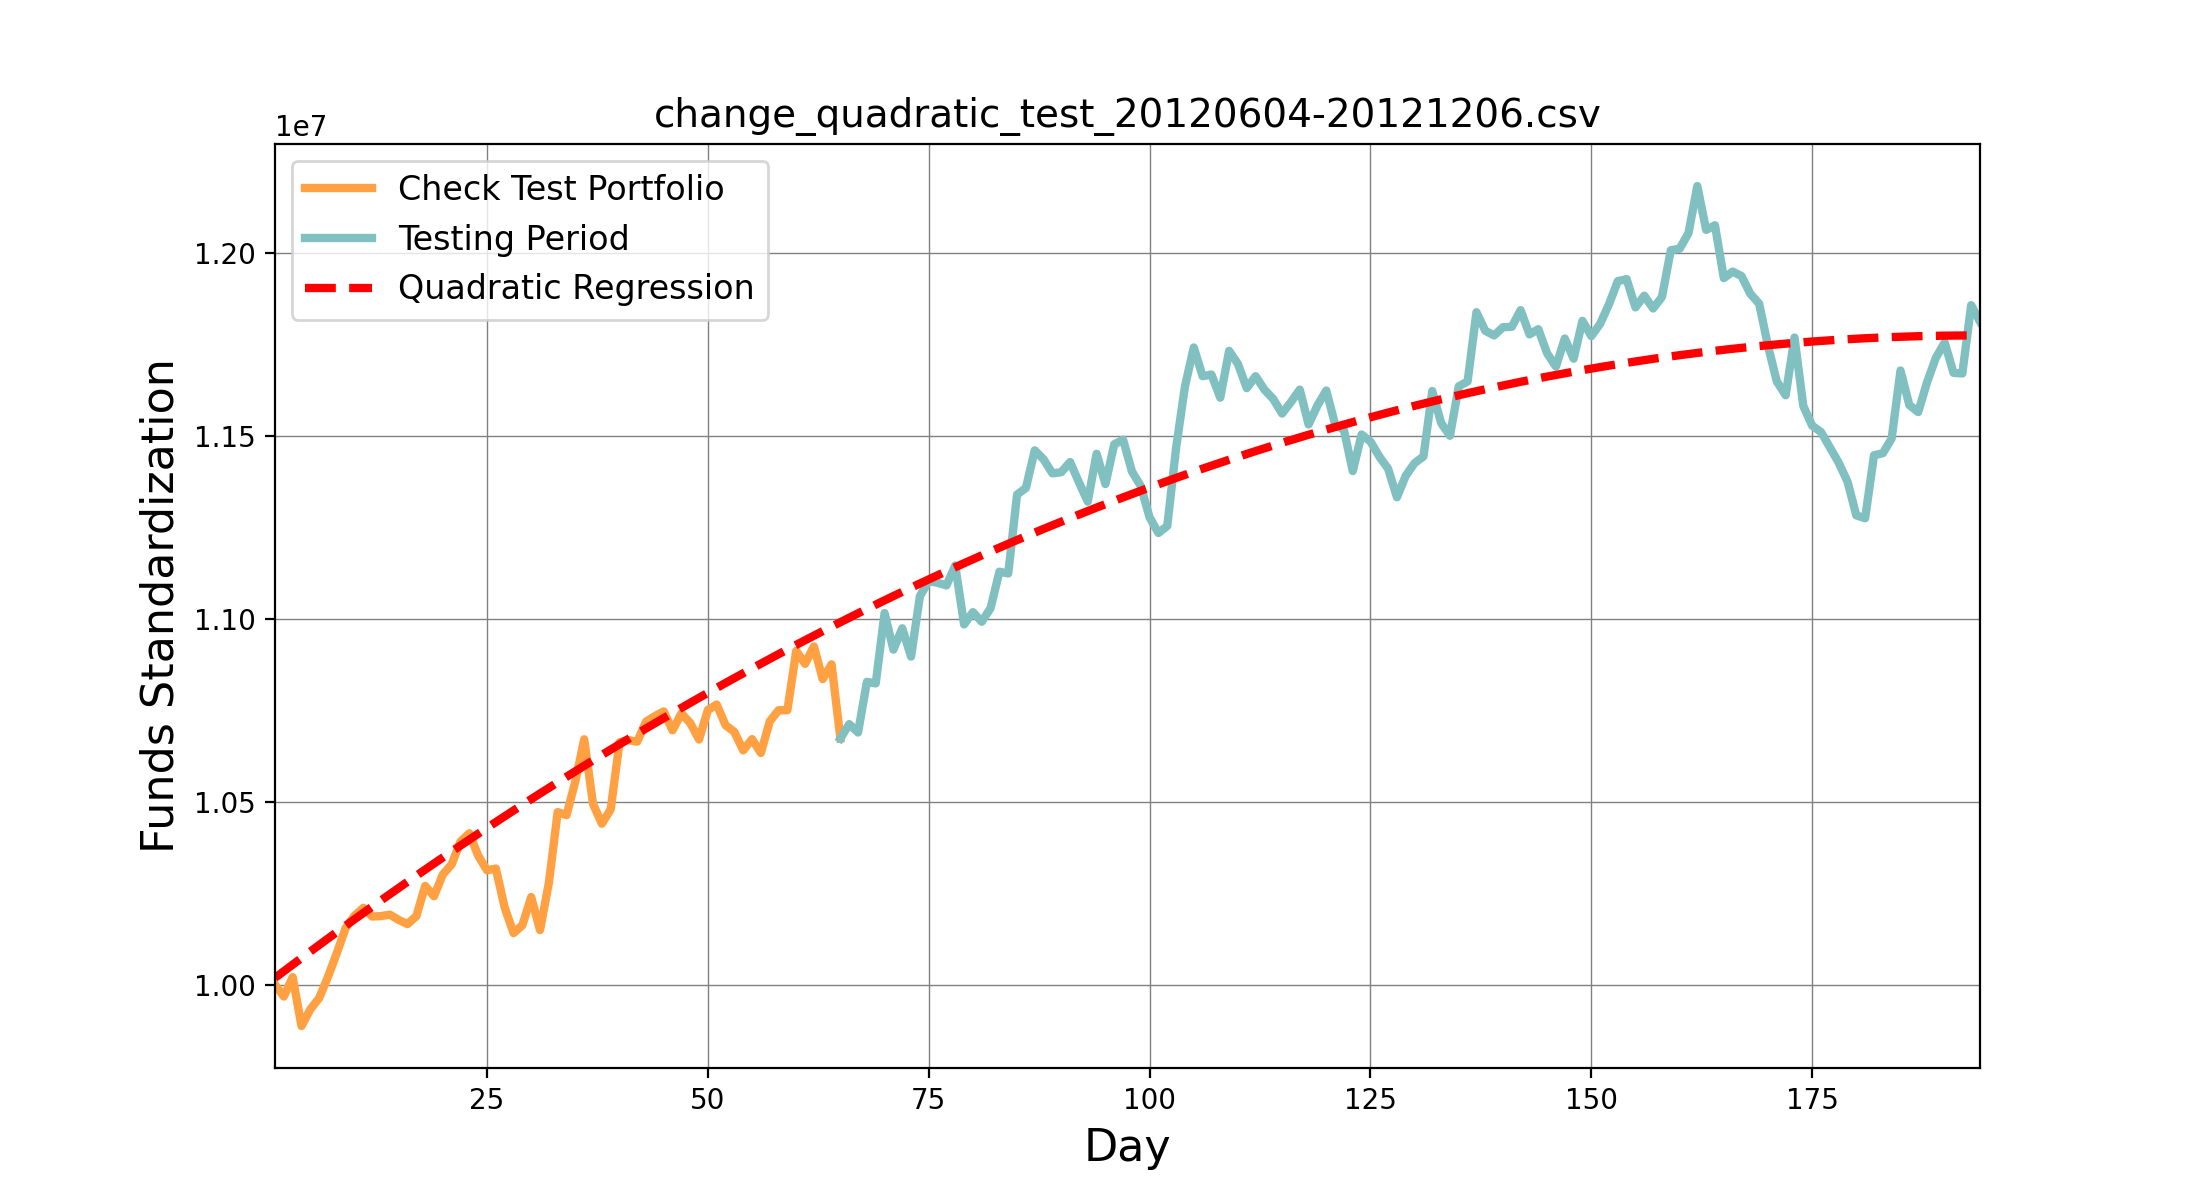 change_quadratic_test_20120604-20121206.csv
1e7
Check Test Portfolio
Testing Period
Quadratic Regression
Funds Standardization
1.20
1.15
1.10
1.05
1.00
25 50 75 100 125 150 175
Day